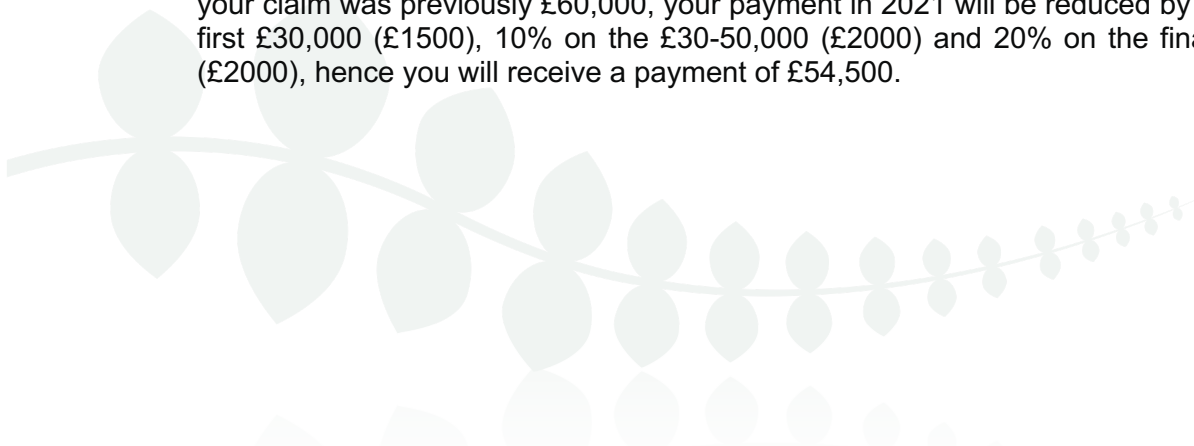 your claim was previously £60,000, your payment in 2021 will be reduced by
first £30,000 (£1500), 10% on the £30-50,000 (£2000) and 20% on the
(£2000), hence you will receive a payment of £54,500.